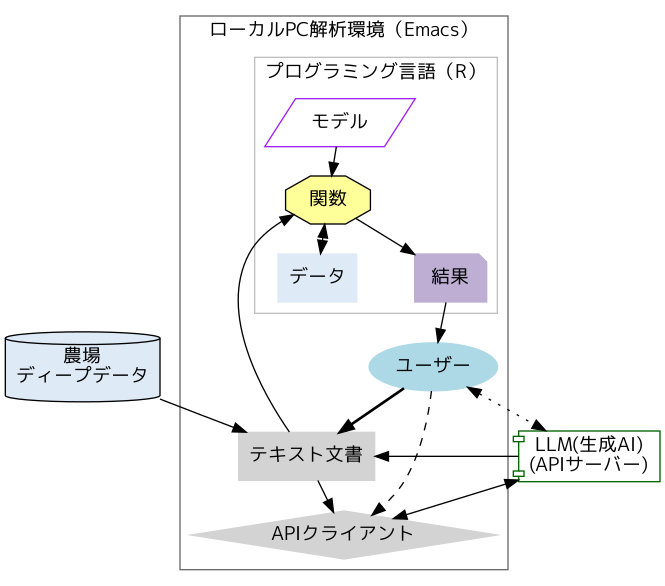 ローカルPC解析環境（Emacs）
プログラミング言語（R）
モデル
関数
データ
結果
農場
ディープデータ
ユーザー
テキスト文書
LLM(生成AI)
(APIサーバー)
APIクライアント